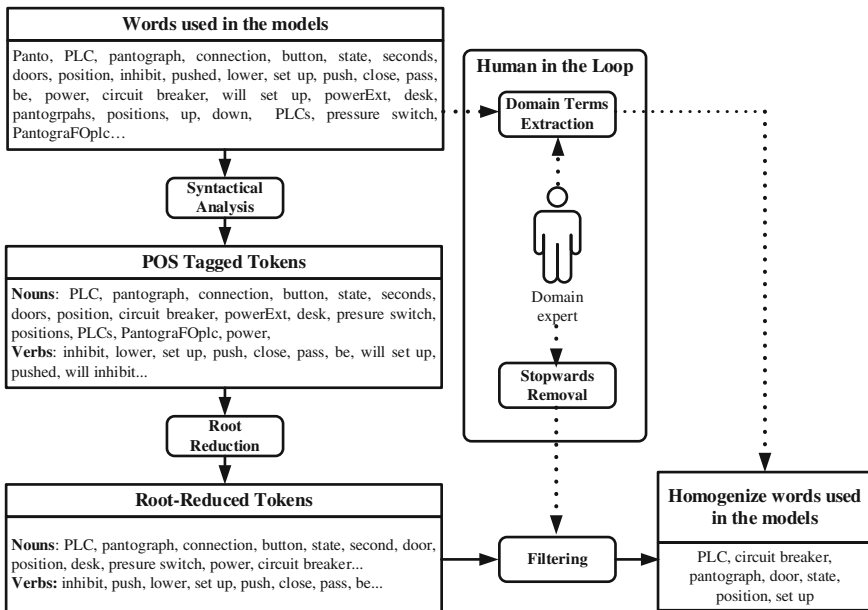 Words used in the models
Panto, PLC, pantograph, connection, button, state, seconds,
doors, position, inhibit, pushed, lower, set up, push, close, pass,
be, power, circuit breaker, will set up, powerExt, desk,
pantogrpahs, positions, up, down, PLCs, pressure switch,
PantograFOplc…
Syntactical
Analysis
POS Tagged Tokens
Nouns: PLC, pantograph, connection, button, state, seconds,
doors, position, circuit breaker, powerExt, desk, presure switch,
positions, PLCs, PantograFOplc, power,
Verbs: inhibit, lower, set up, push, close, pass, be, will set up,
pushed, will inhibit...
Root
Reduction
Root-Reduced Tokens
Nouns: PLC, pantograph, connection, button, state, second, door,
position, desk, presure switch, power, circuit breaker...
Verbs: inhibit, push, lower, set up, push, close, pass, be...
Human in the Loop
Domain Terms
Extraction
Domain
expert
Stopwards
Removal
Filtering
Homogenize words used
in the models
PLC, circuit breaker,
pantograph, door, state,
position, set up